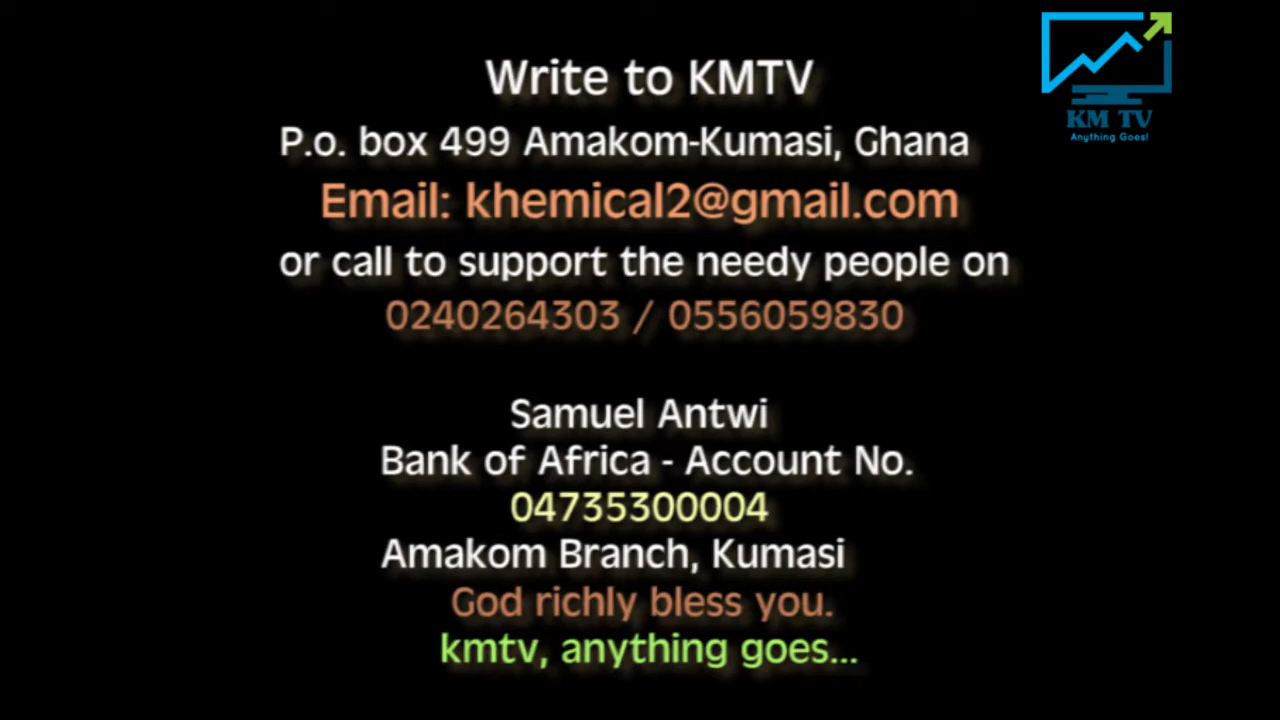 Write to KMTV
P.o. box 499 Amakom-Kumasi, Ghana
Email: khemical2@gmail.com
or call to support the needy people on
0240264303 / 0556059830
Samuel Antwi
Bank of Africa - Account No.
04735300004
Amakom Branch, Kumasi
God richly bless you.
kmtv, anything goes...
KM TV
Anything Goes!